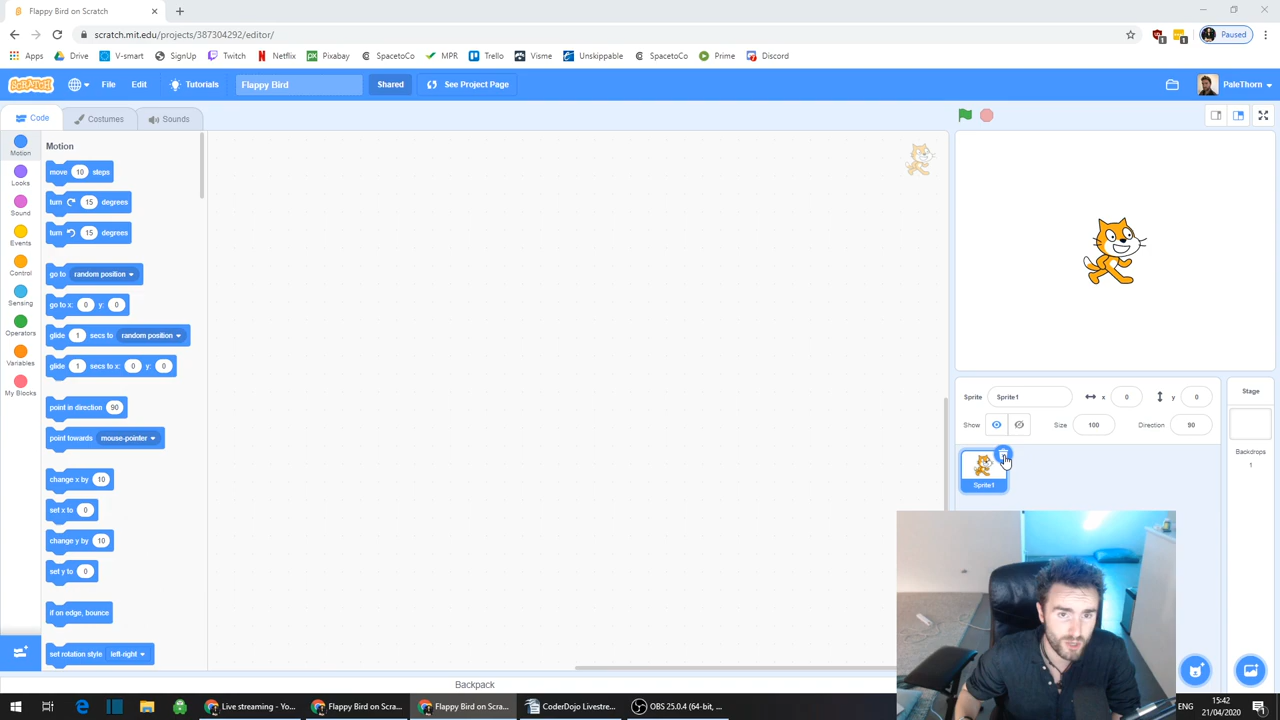 Flappy Bird on Scratch
scratch.mit.edu/projects/387304292/editor/
Paused
Apps Drive V-smart SignUp Twitch Netflix Pixabay SpacetoCo MPR Trello Visme Unskippable SpacetoCo Prime Discord
SCRATCH File Edit Tutorials Flappy Bird Shared See Project Page PaleThorn
Code Costumes Sounds
Motion
Looks
Sound
Events
Control
Sensing
Operators
Variables
My Blocks
Motion
move 10 steps
turn 15 degrees
turn 15 degrees
go to random position
go to x: 0 y: 0
glide 1 secs to random position
glide 1 secs to x: 0 y: 0
point in direction 90
point towards mouse-pointer
change x by 10
set x to 0
change y by 10
set y to 0
if on edge, bounce
set rotation style left-right
Sprite Sprite1 x 0 y 0
Show Size 100 Direction 90
Sprite1
Stage
Backdrops
1
Backpack
Live streaming - Yo...
Flappy Bird on Scra...
Flappy Bird on Scra...
CoderDojo Livestre...
OBS 25.0.4 (64-bit, ...
ENG
15:42
21/04/2020
1